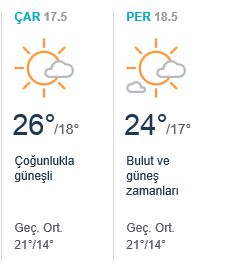 ÇAR 17.5
26°/18°
Çoğunlukla
güneşli
Geç. Ort.
21°/14°
PER 18.5
24°/17°
Bulut ve
güneş
zamanları
Geç. Ort.
21°/14°